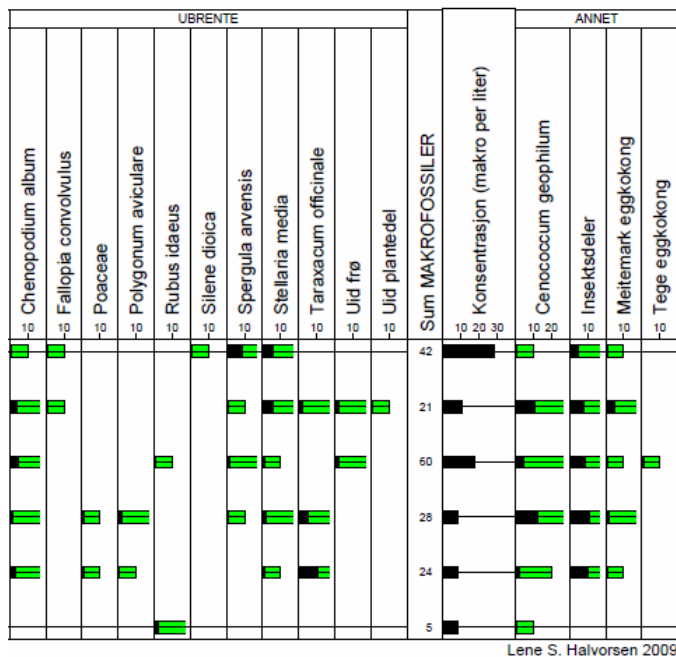 UBRENTE ANNET
Chenopodium album
Fallopia convolvulus
Poaceae
Polygonum aviculare
Rubus idaeus
Silene dioica
Spergula arvensis
Stellaria media
Taraxacum officinale
Uid frø
Uid plantedel
Sum MAKROFOSSILER
Konsentrasjon (makro per liter)
Cenococcum geophilum
Insektsdeler
Meitemark eggkokong
Tege eggkokong
10 10 10 10 10 10 10 10 10 10 10 10 20 30 10 20 10 10 10
42
21
60
28
24
5
Lene S. Halvorsen 2009